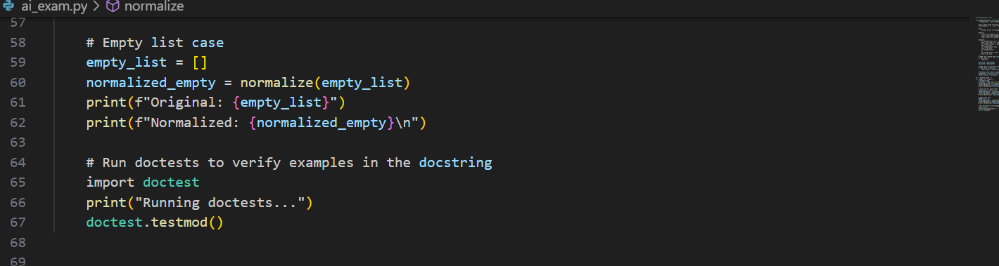 ai_exam.py > normalize
57
58 # Empty list case
59 empty_list = []
60 normalized_empty = normalize(empty_list)
61 print(f"Original: {empty_list}")
62 print(f"Normalized: {normalized_empty}\n")
63
64 # Run doctests to verify examples in the docstring
65 import doctest
66 print("Running doctests...")
67 doctest.testmod()
68
69